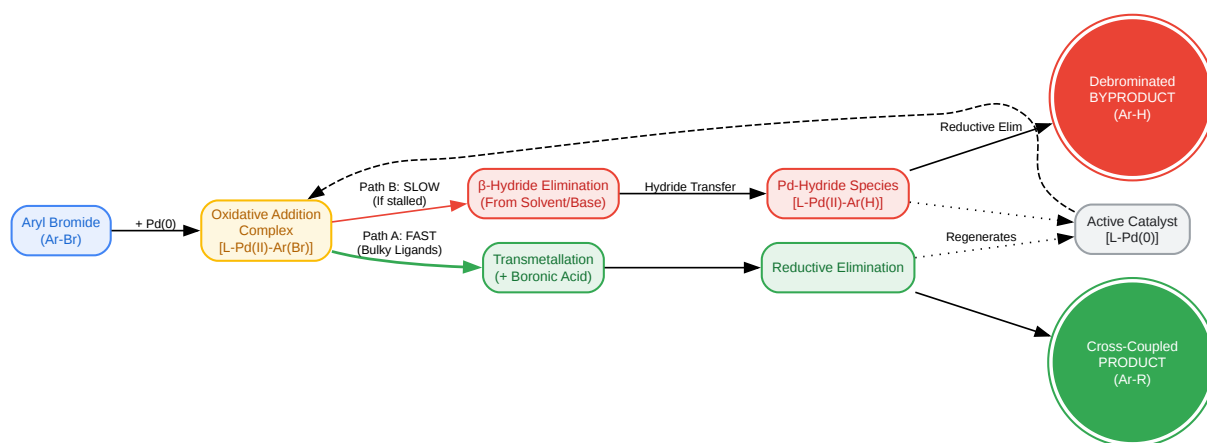 Aryl Bromide
(Ar-Br)
+ Pd(0)
Oxidative Addition
Complex
[L-Pd(II)-Ar(Br)]
Path B: SLOW
(If stalled)
Path A: FAST
(Bulky Ligands)
β-Hydride Elimination
(From Solvent/Base)
Hydride Transfer
Pd-Hydride Species
[L-Pd(II)-Ar(H)]
Reductive Elim
Debrominated
BYPRODUCT
(Ar-H)
Transmetallation
(+ Boronic Acid)
Reductive Elimination
Regenerates
Active Catalyst
[L-Pd(0)]
Cross-Coupled
PRODUCT
(Ar-R)